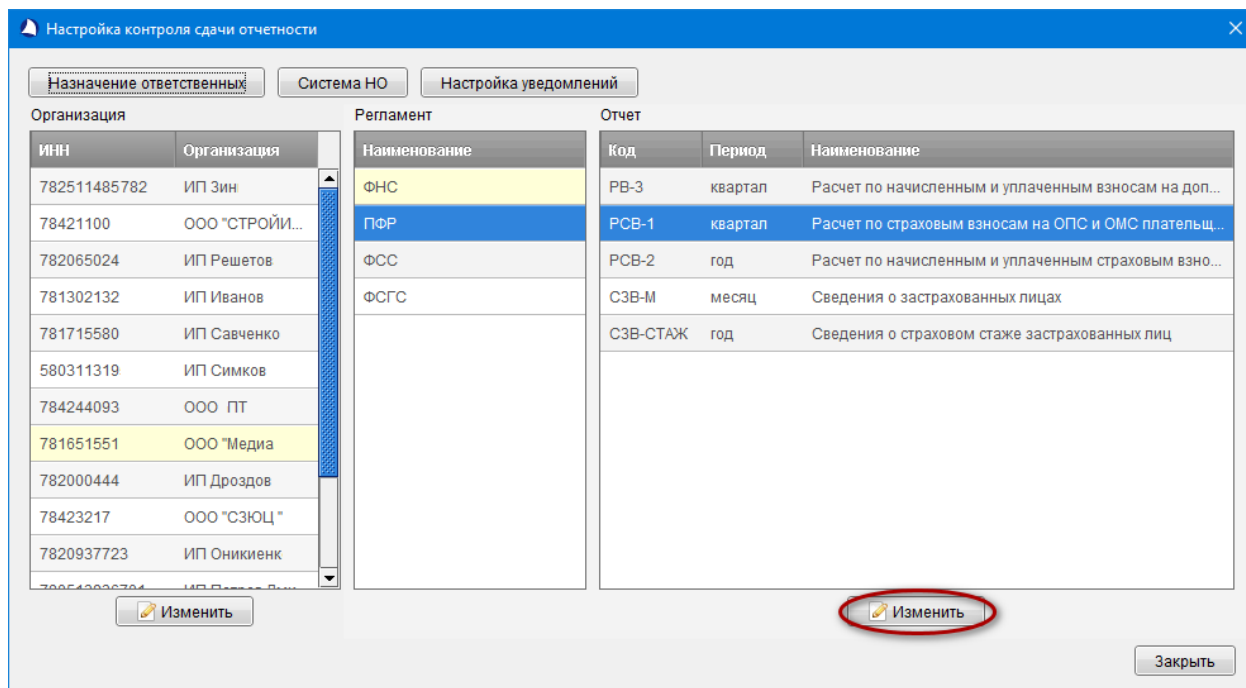 Настройка контроля сдачи отчетности
Назначение ответственных Система НО Настройка уведомлений
Организация Регламент Отчет
ИНН Организация Наименование Код Период Наименование
782511485782 ИП Зин ФНС РВ-3 квартал Расчет по начисленным и уплаченным взносам на доп...
78421100 ООО "СТРОЙИ... ПФР РСВ-1 квартал Расчет по страховым взносам на ОПС и ОМС плательщ...
782065024 ИП Решетов ФСС РСВ-2 год Расчет по начисленным и уплаченным страховым взно...
781302132 ИП Иванов ФСГС СЗВ-М месяц Сведения о застрахованных лицах
781715580 ИП Савченко СЗВ-СТАЖ год Сведения о страховом стаже застрахованных лиц
580311319 ИП Симков
784244093 ООО ПТ
781651551 ООО "Медиа
782000444 ИП Дроздов
78423217 ООО "СЗЮЦ "
7820937723 ИП Оникиенк
Изменить Изменить
Закрыть